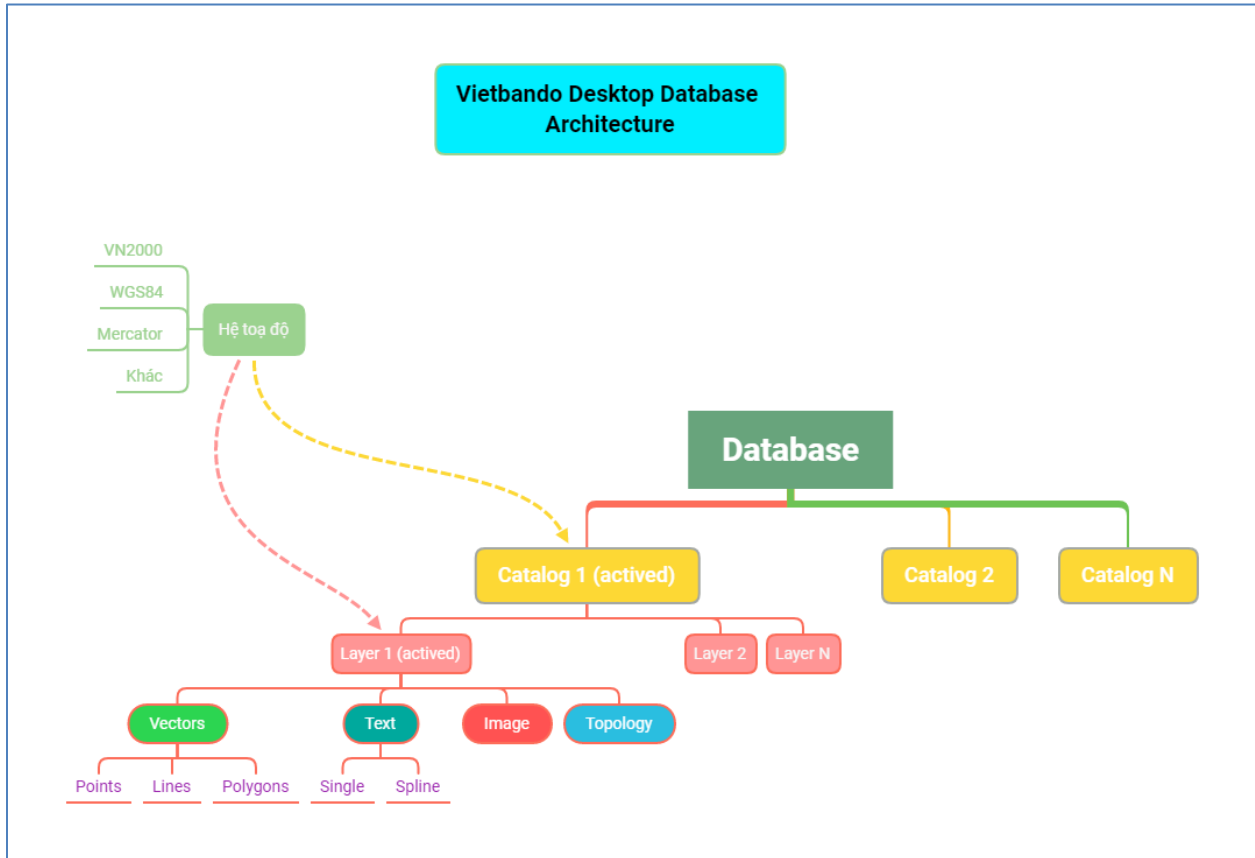 Vietbando Desktop Database
Architecture
VN2000
WGS84
Mercator
Khác
Hệ toạ độ
Database
Catalog 1 (actived)
Catalog 2
Catalog N
Layer 1 (actived)
Layer 2
Layer N
Vectors
Text
Image
Topology
Points
Lines
Polygons
Single
Spline